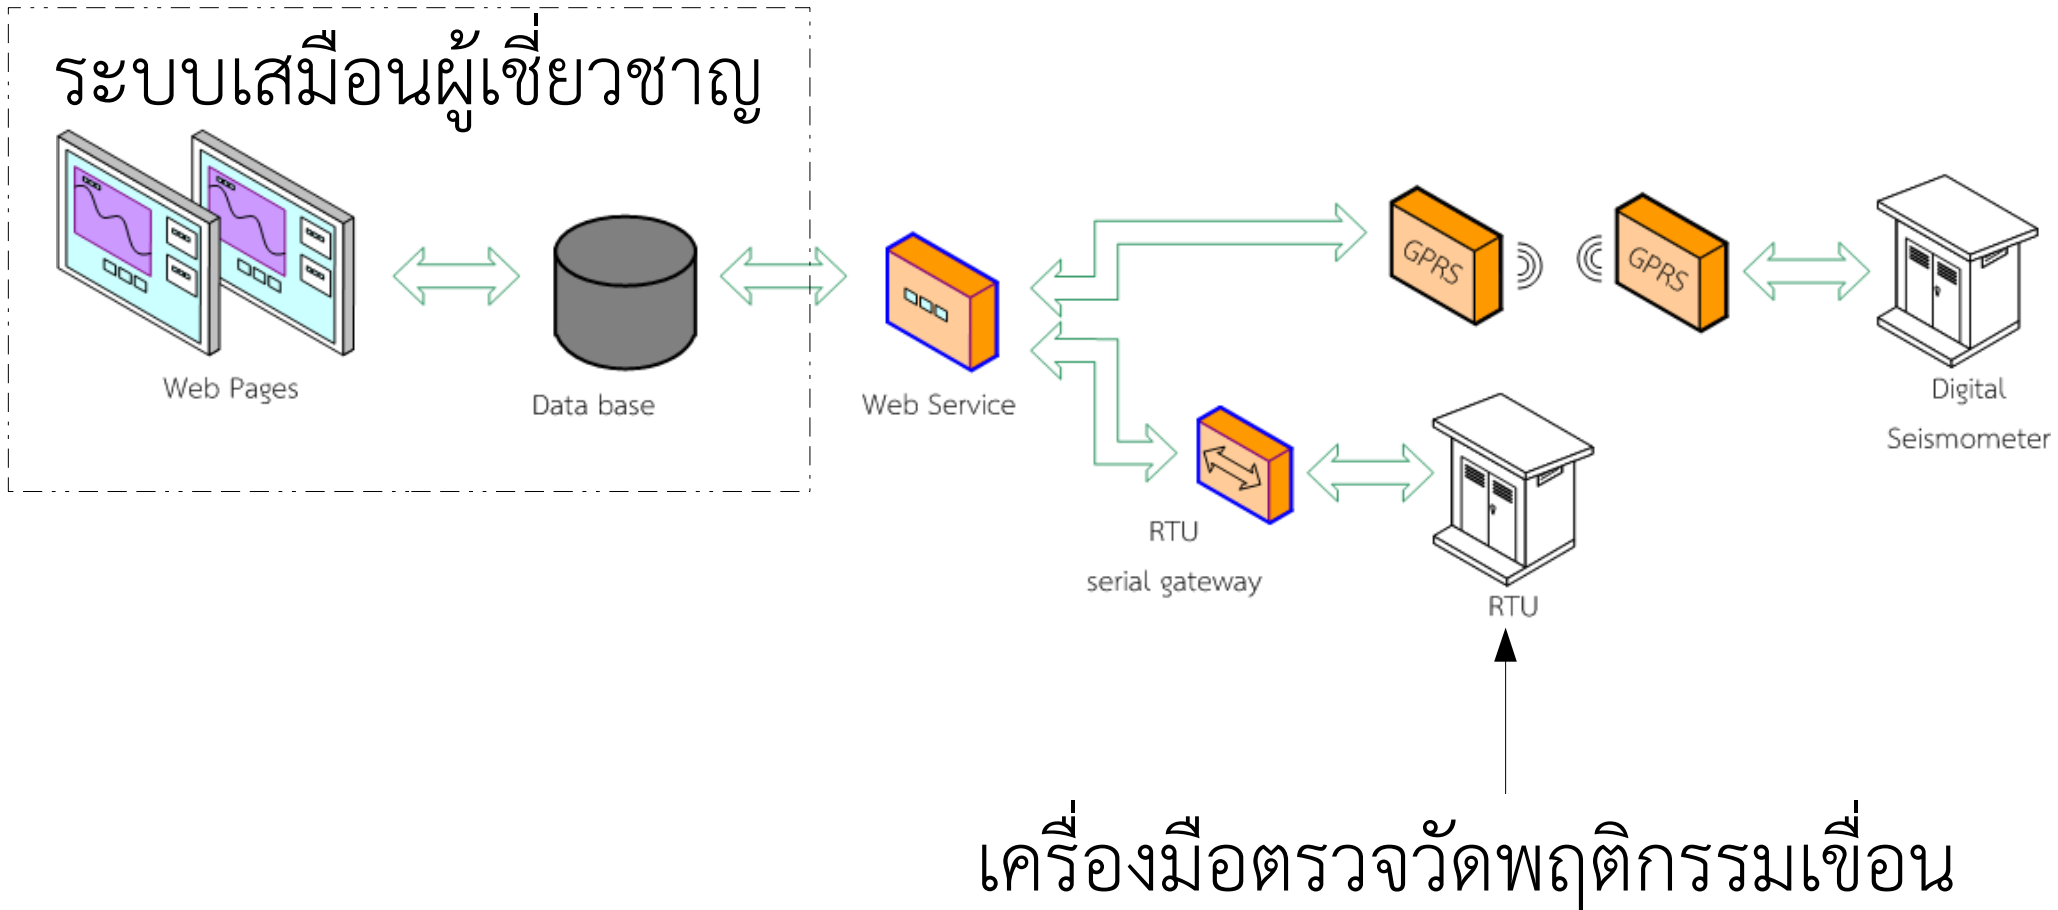 ระบบเสมือนผู้เชี่ยวชาญ
Web Pages
Data base
Web Service
GPRS
GPRS
Digital
Seismometer
RTU
serial gateway
RTU
เครื่องมือตรวจวัดพฤติกรรมเขื่อน